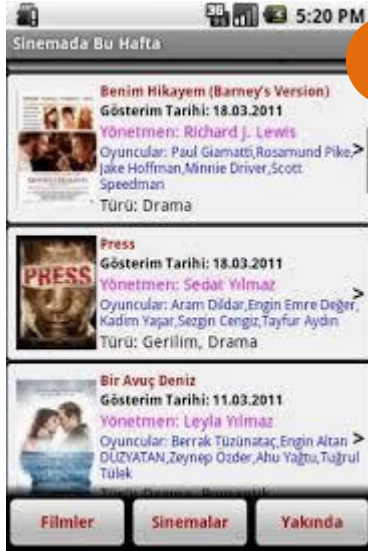 36
5:20 PM
Sinemada Bu Hafta
Benim Hikayem (Barney's Version)
Gösterim Tarihi: 18.03.2011
Yönetmen: Richard J. Lewis
Oyuncular: Paul Giamatti,Rosamund Pike,
Jake Hoffman,Minnie Driver,Scott
Speedman
>
Türü: Drama
PRESS
Press
Gösterim Tarihi: 18.03.2011
Yönetmen: Sedat Yılmaz
Oyuncular: Aram Dildar,Engin Emre Değer,
Kadim Yaşar,Sezgin Cengiz,Tayfur Aydın
>
Türü: Gerilim, Drama
Bir Avuç Deniz
Gösterim Tarihi: 11.03.2011
Yönetmen: Leyla Yılmaz
Oyuncular: Berrak Tüzünataç,Engin Altan
DÜZYATAN,Zeynep Özder,Ahu Yağtu,Tuğrul
Tülek
>
Filmler
Sinemalar
Yakında